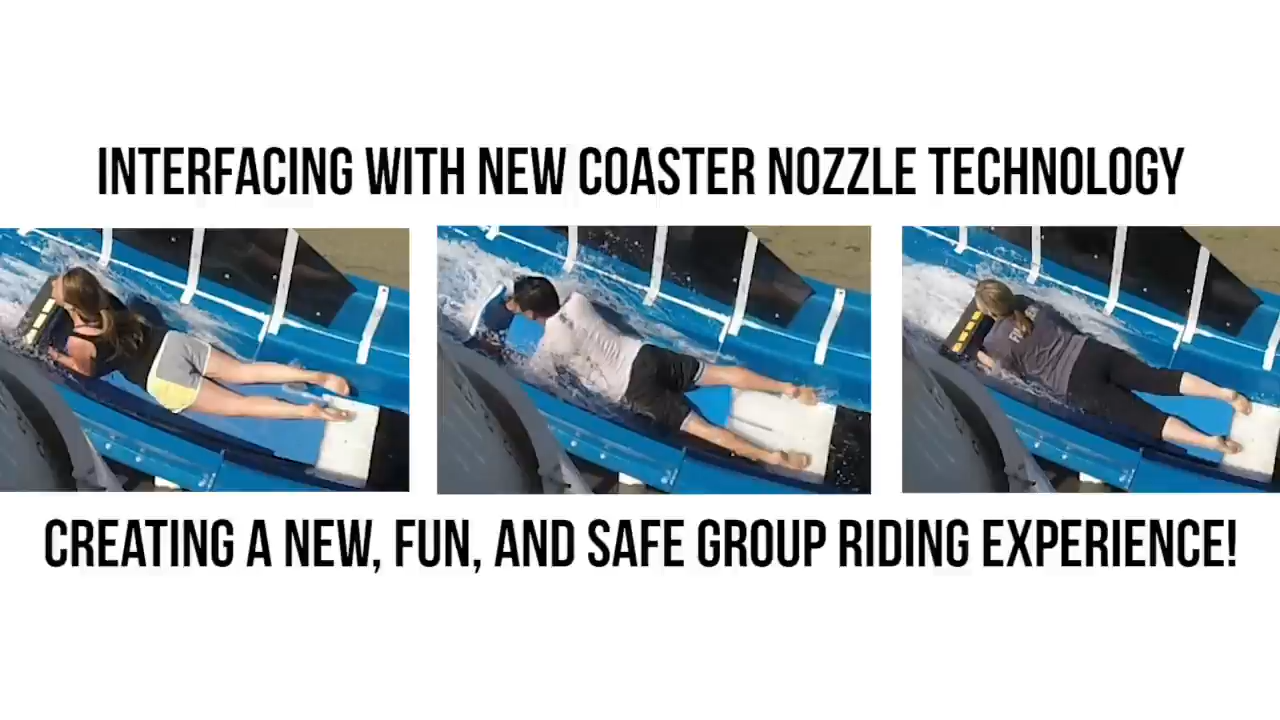 INTERFACING WITH NEW COASTER NOZZLE TECHNOLOGY
CREATING A NEW, FUN, AND SAFE GROUP RIDING EXPERIENCE!